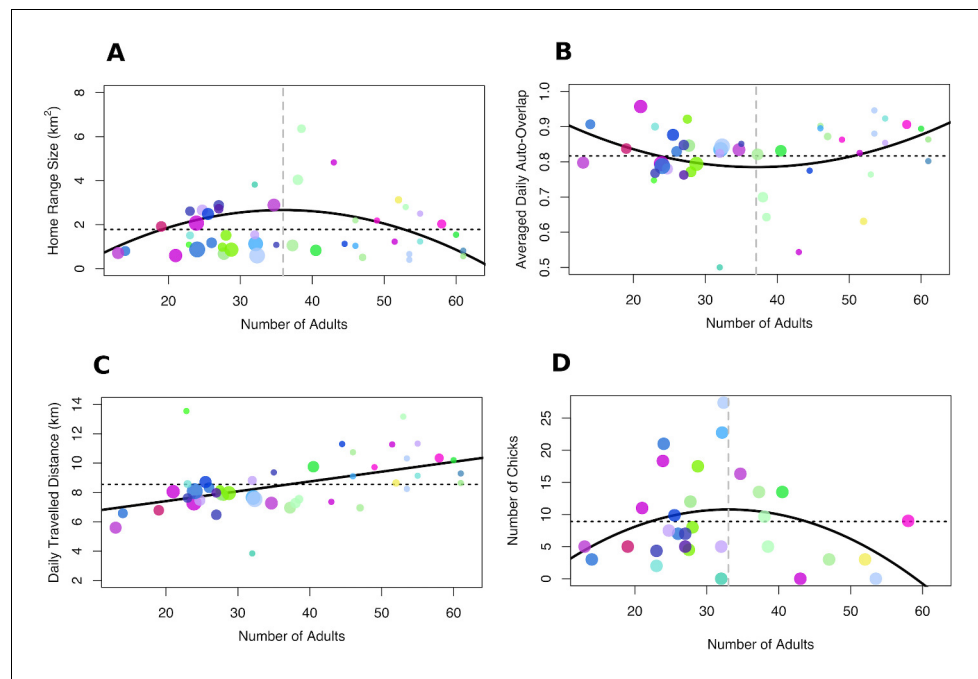 A
Home Range Size (km²)
8
6
4
2
0
20 30 40 50 60
Number of Adults
B
Averaged Daily Auto-Overlap
1.0
0.9
0.8
0.7
0.6
0.5
20 30 40 50 60
Number of Adults
C
Daily Travelled Distance (km)
14
12
10
8
6
4
2
20 30 40 50 60
Number of Adults
D
Number of Chicks
25
20
15
10
5
0
20 30 40 50 60
Number of Adults